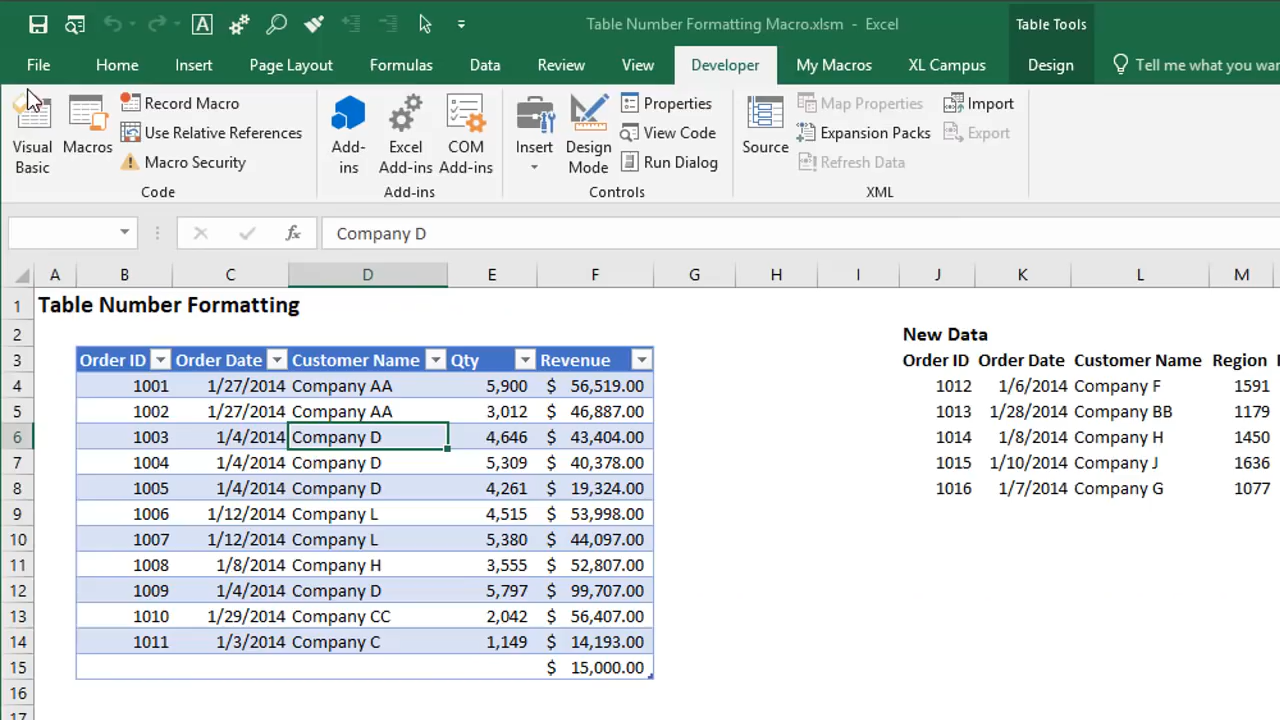 Table Number Formatting Macro.xlsm - Excel
Table Tools
File Home Insert Page Layout Formulas Data Review View Developer My Macros XL Campus Design Tell me what you war
Visual Basic
Macros
Record Macro
Use Relative References
Macro Security
Code
Add-ins
Excel Add-ins
COM Add-ins
Add-ins
Insert
Design Mode
Properties
View Code
Run Dialog
Controls
Source
Map Properties
Expansion Packs
Refresh Data
Import
Export
XML
fx Company D
A B C D E F G H I J K L M
1 Table Number Formatting
2 New Data
3 Order ID Order Date Customer Name Qty Revenue Order ID Order Date Customer Name Region
4 1001 1/27/2014 Company AA 5,900 $ 56,519.00 1012 1/6/2014 Company F 1591
5 1002 1/27/2014 Company AA 3,012 $ 46,887.00 1013 1/28/2014 Company BB 1179
6 1003 1/4/2014 Company D 4,646 $ 43,404.00 1014 1/8/2014 Company H 1450
7 1004 1/4/2014 Company D 5,309 $ 40,378.00 1015 1/10/2014 Company J 1636
8 1005 1/4/2014 Company D 4,261 $ 19,324.00 1016 1/7/2014 Company G 1077
9 1006 1/12/2014 Company L 4,515 $ 53,998.00
10 1007 1/12/2014 Company L 5,380 $ 44,097.00
11 1008 1/8/2014 Company H 3,555 $ 52,807.00
12 1009 1/4/2014 Company D 5,797 $ 99,707.00
13 1010 1/29/2014 Company CC 2,042 $ 56,407.00
14 1011 1/3/2014 Company C 1,149 $ 14,193.00
15 $ 15,000.00
16
17